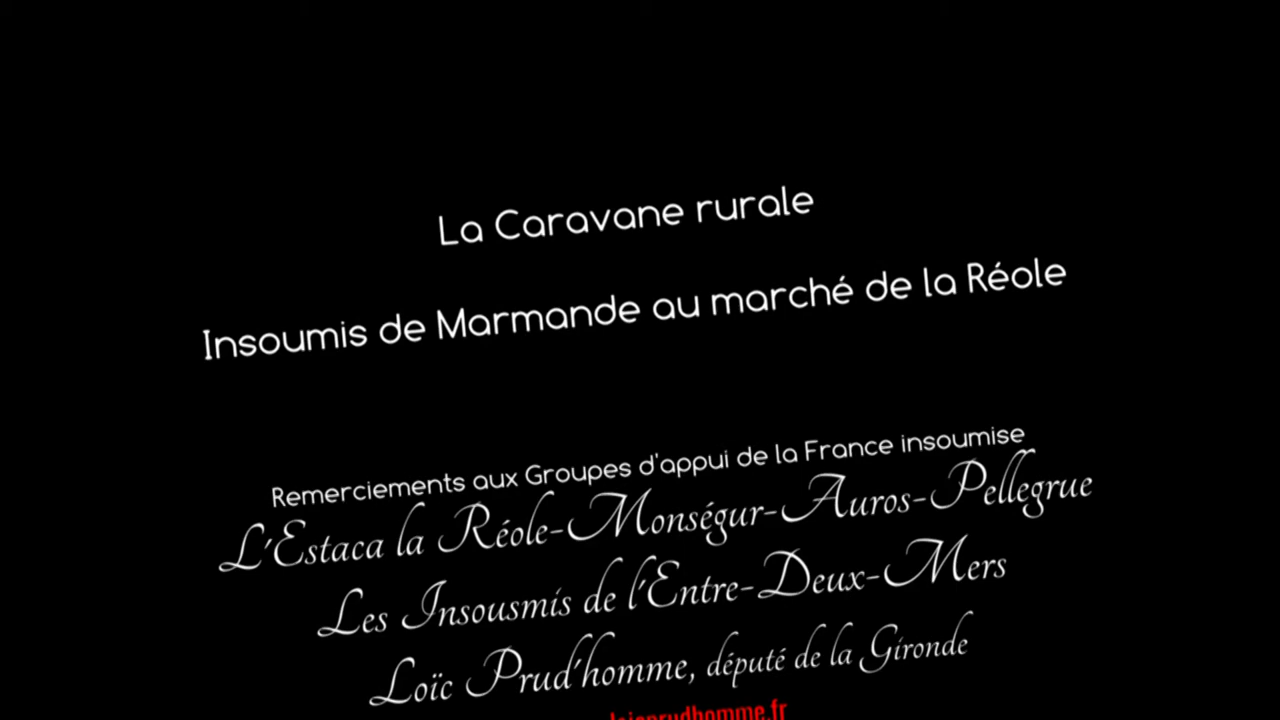 La Caravane rurale
Insoumis de Marmande au marché de la Réole
Remerciements aux Groupes d'appui de la France insoumise
L'Estaca la Réole-Monségur-Auros-Pellegrue
Les Insousmis de l'Entre-Deux-Mers
Loïc Prud'homme, député de la Gironde
loicprudhomme.fr